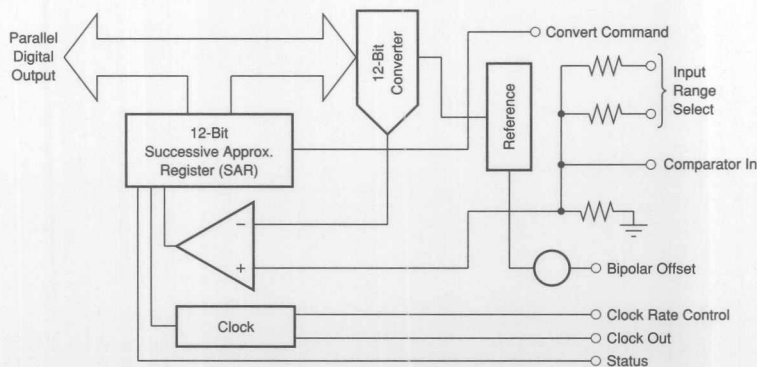 Parallel
Digital
Output
12-Bit
Converter
Convert Command
Input
Range
Select
Reference
12-Bit
Successive Approx.
Register (SAR)
Comparator In
−
+
Bipolar Offset
Clock
Clock Rate Control
Clock Out
Status